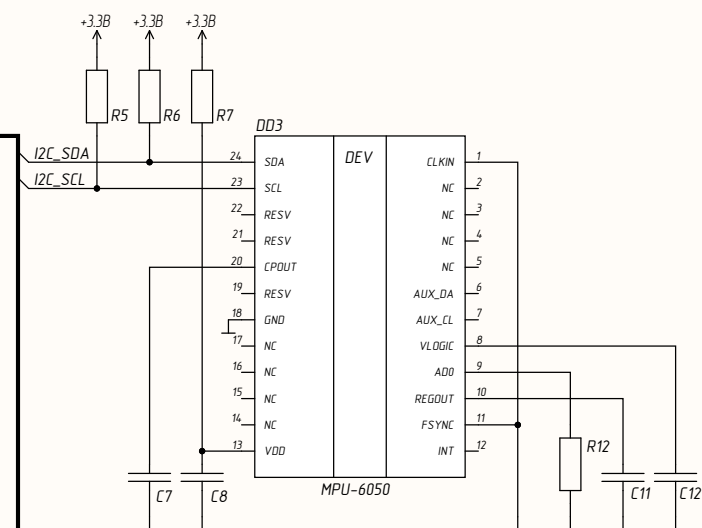 +3.3В +3.3В +3.3В
R5 R6 R7
DD3
I2C_SDA 24 SDA DEV CLKIN 1
I2C_SCL 23 SCL NC 2
22 RESV NC 3
21 RESV NC 4
20 CPOUT NC 5
19 RESV AUX_DA 6
18 GND AUX_CL 7
17 NC VLOGIC 8
16 NC AD0 9
15 NC REGOUT 10
14 NC FSYNC 11
13 VDD INT 12
R12
MPU-6050
C7 C8 C11 C12